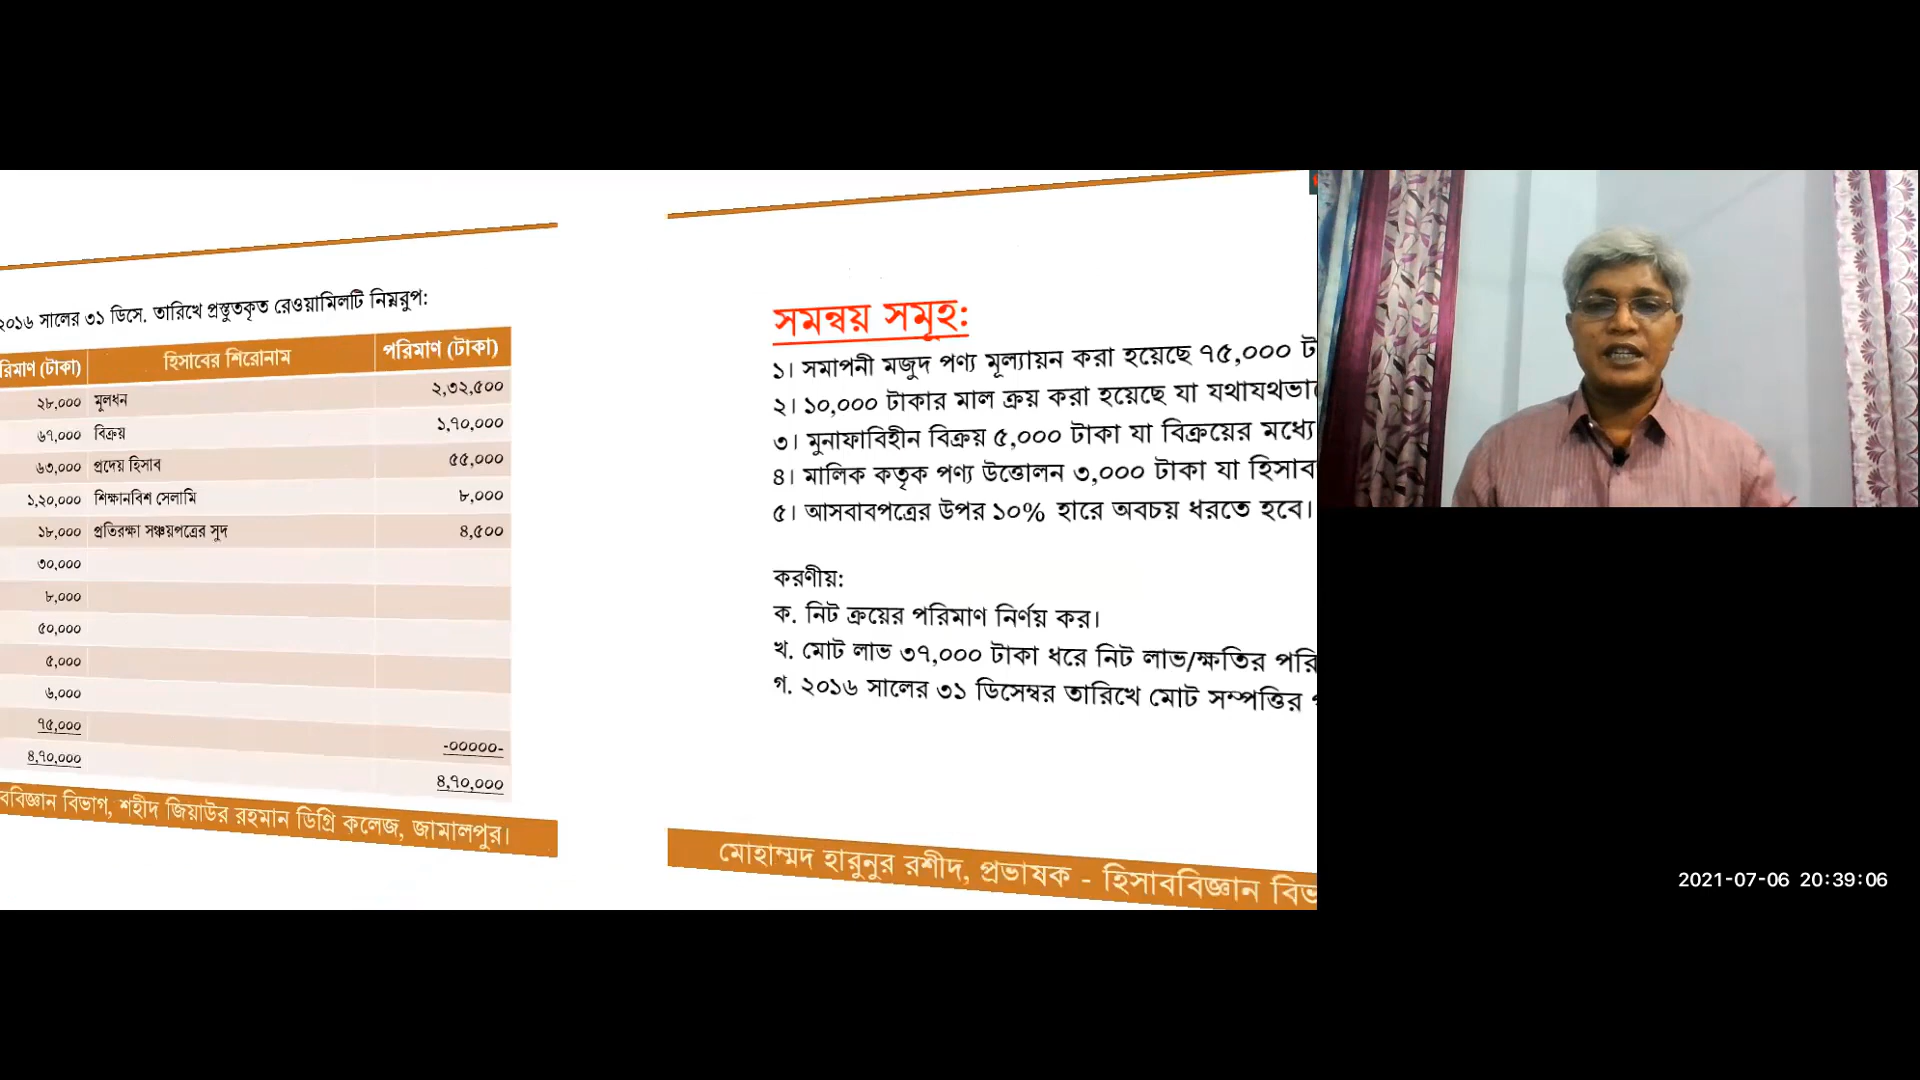 ২০১৬ সালের ৩১ ডিসে. তারিখে প্রস্তুতকৃত রেওয়ামিলটি নিম্নরুপ:
রিমাণ (টাকা) হিসাবের শিরোনাম পরিমাণ (টাকা)
২৮,০০০ মুলধন ২,৩২,৫০০
৬৭,০০০ বিক্রয় ১,৭০,০০০
৬৩,০০০ প্রদেয় হিসাব ৫৫,০০০
১,২০,০০০ শিক্ষানবিশ সেলামি ৮,০০০
১৮,০০০ প্রতিরক্ষা সঞ্চয়পত্রের সুদ ৪,৫০০
৩০,০০০
৮,০০০
৫০,০০০
৫,০০০
৬,০০০
৭৫,০০০ -০০০০০-
৪,৭০,০০০ ৪,৭০,০০০
ববিজ্ঞান বিভাগ, শহীদ জিয়াউর রহমান ডিগ্রি কলেজ, জামালপুর।
সমন্বয় সমূহ:
১। সমাপনী মজুদ পণ্য মূল্যায়ন করা হয়েছে ৭৫,০০০ ট
২। ১০,০০০ টাকার মাল ক্রয় করা হয়েছে যা যথাযথভাবে
৩। মুনাফাবিহীন বিক্রয় ৫,০০০ টাকা যা বিক্রয়ের মধ্যে
৪। মালিক কতৃক পণ্য উত্তোলন ৩,০০০ টাকা যা হিসাব
৫। আসবাবপত্রের উপর ১০% হারে অবচয় ধরতে হবে।
করণীয়:
ক. নিট ক্রয়ের পরিমাণ নির্ণয় কর।
খ. মোট লাভ ৩৭,০০০ টাকা ধরে নিট লাভ/ক্ষতির পরি
গ. ২০১৬ সালের ৩১ ডিসেম্বর তারিখে মোট সম্পত্তির
মোহাম্মদ হারুনুর রশীদ, প্রভাষক - হিসাববিজ্ঞান বিভ
2021-07-06 20:39:06